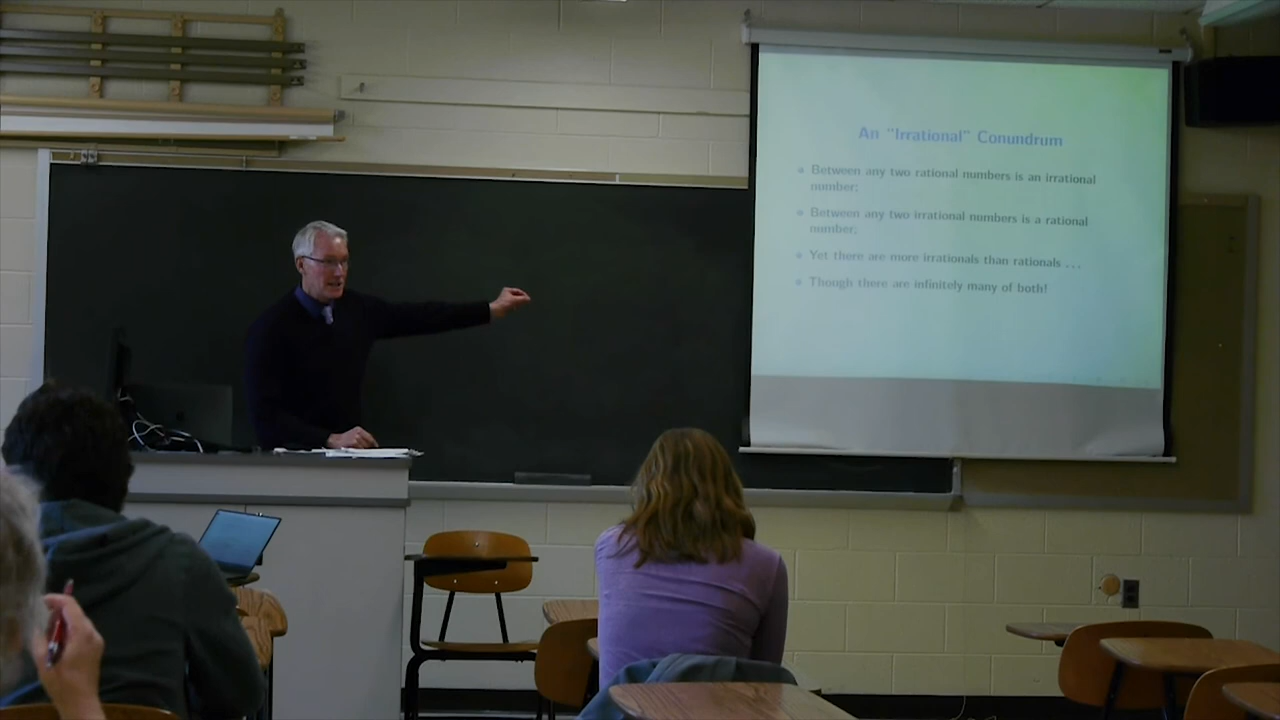 An "Irrational" Conundrum
Between any two rational numbers is an irrational
number;
Between any two irrational numbers is a rational
number;
Yet there are more irrationals than rationals ...
Though there are infinitely many of both!